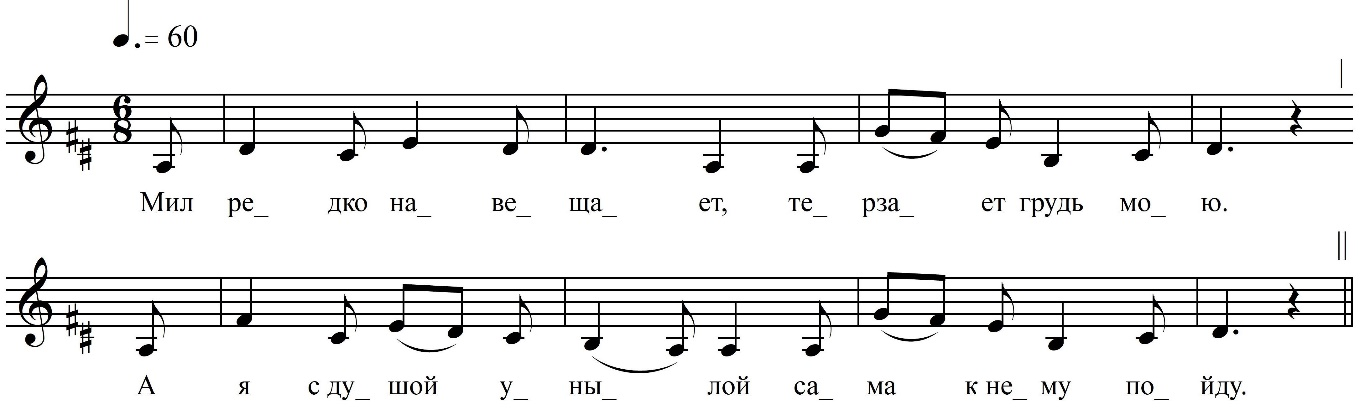 = 60
6
8
Мил ре_ дко на_ ве_ ща_ ет, те_ рза_ ет грудь мо_ ю.
А я с ду_ шой у_ ны_ лой са_ ма к не_ му по_ йду.